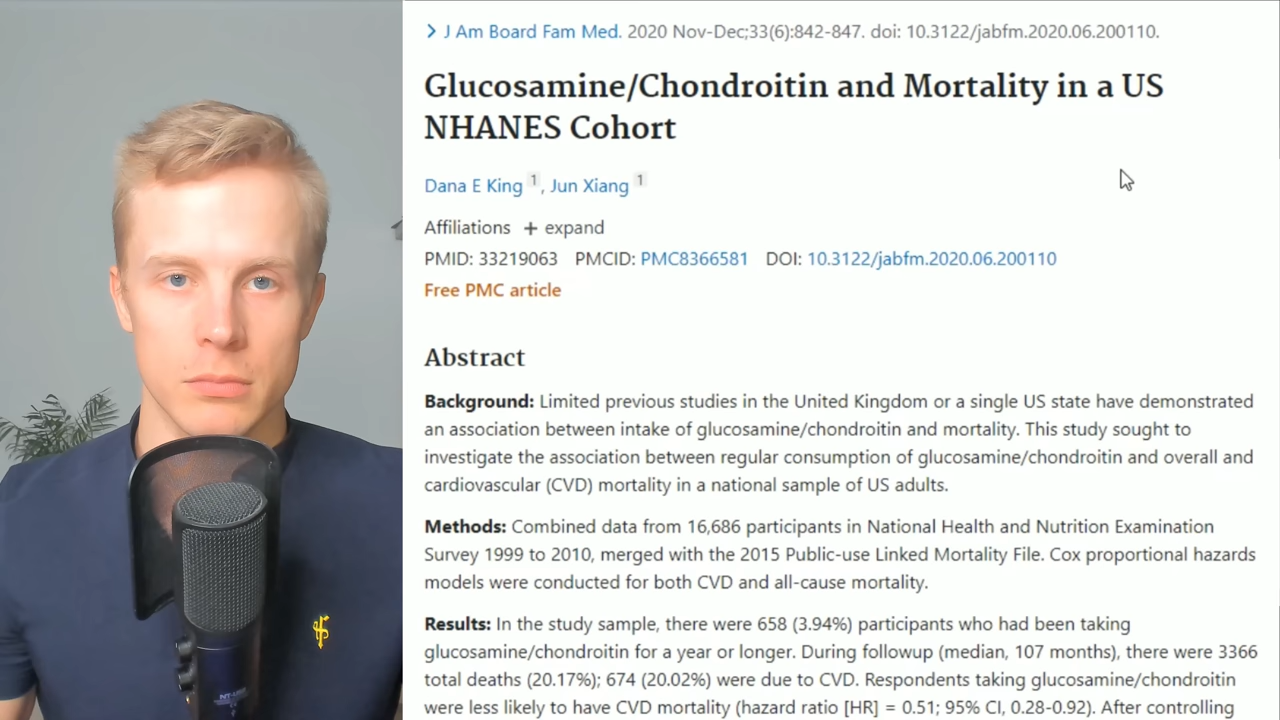 J Am Board Fam Med. 2020 Nov-Dec;33(6):842-847. doi: 10.3122/jabfm.2020.06.200110.
Glucosamine/Chondroitin and Mortality in a US
NHANES Cohort
Dana E King 1, Jun Xiang 1
Affiliations + expand
PMID: 33219063 PMCID: PMC8366581 DOI: 10.3122/jabfm.2020.06.200110
Free PMC article
Abstract
Background: Limited previous studies in the United Kingdom or a single US state have demonstrated
an association between intake of glucosamine/chondroitin and mortality. This study sought to
investigate the association between regular consumption of glucosamine/chondroitin and overall and
cardiovascular (CVD) mortality in a national sample of US adults.
Methods: Combined data from 16,686 participants in National Health and Nutrition Examination
Survey 1999 to 2010, merged with the 2015 Public-use Linked Mortality File. Cox proportional hazards
models were conducted for both CVD and all-cause mortality.
Results: In the study sample, there were 658 (3.94%) participants who had been taking
glucosamine/chondroitin for a year or longer. During followup (median, 107 months), there were 3366
total deaths (20.17%); 674 (20.02%) were due to CVD. Respondents taking glucosamine/chondroitin
were less likely to have CVD mortality (hazard ratio [HR] = 0.51; 95% CI, 0.28-0.92). After controlling